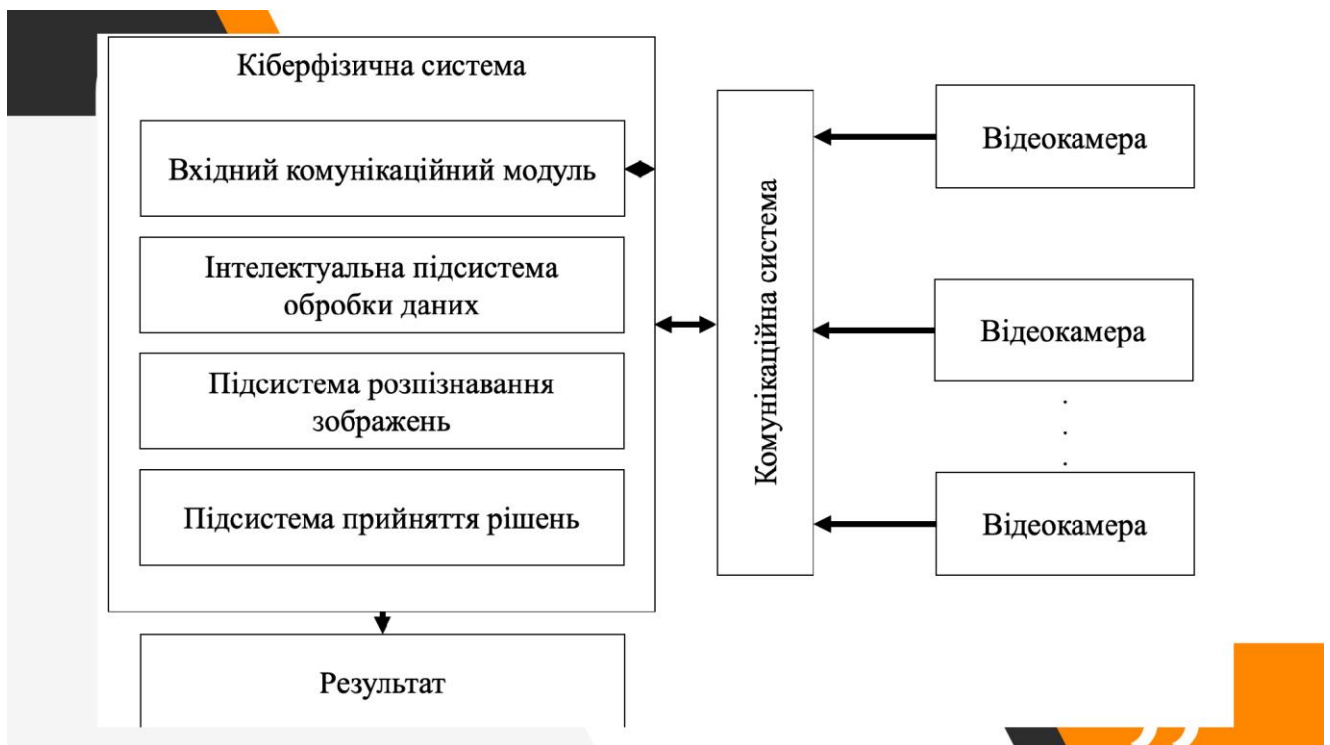 Кіберфізична система
Вхідний комунікаційний модуль
Інтелектуальна підсистема
обробки даних
Підсистема розпізнавання
зображень
Підсистема прийняття рішень
Результат
Комунікаційна система
Відеокамера
Відеокамера
.
.
.
Відеокамера